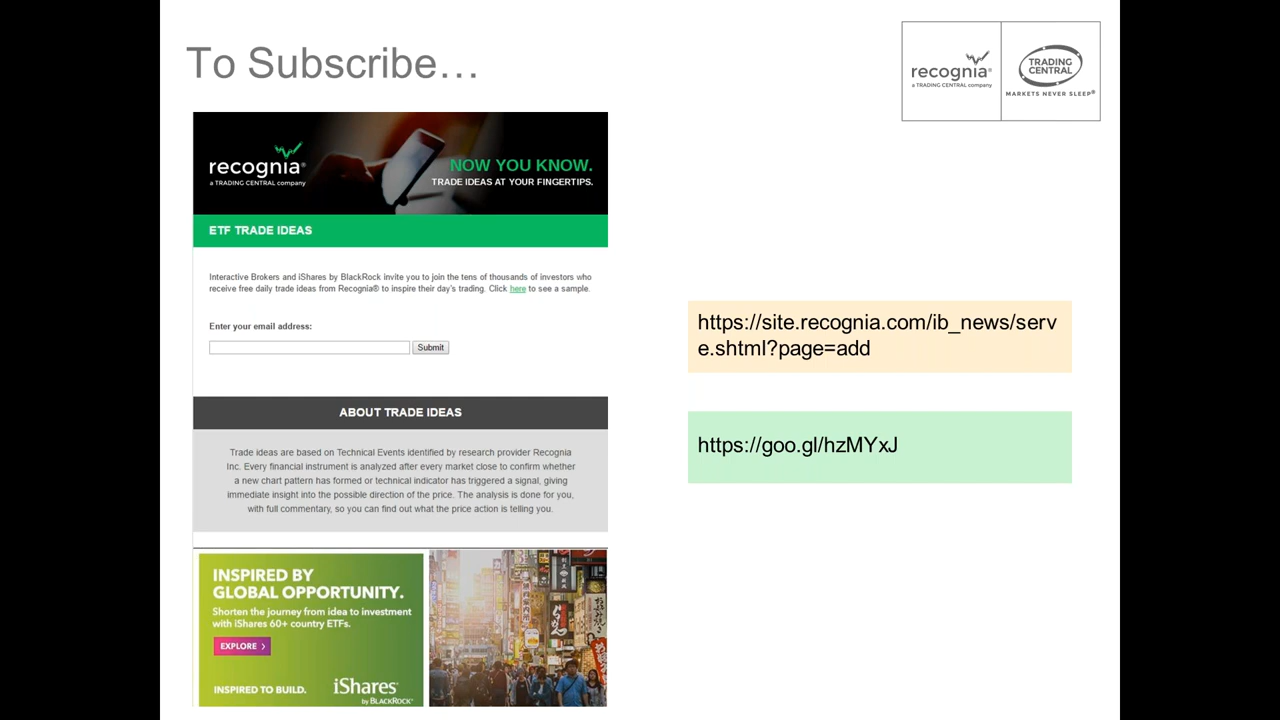 To Subscribe…
recognia®
a TRADING CENTRAL company
TRADING
CENTRAL
MARKETS NEVER SLEEP®
recognia®
a TRADING CENTRAL company
NOW YOU KNOW.
TRADE IDEAS AT YOUR FINGERTIPS.
ETF TRADE IDEAS
Interactive Brokers and iShares by BlackRock invite you to join the tens of thousands of investors who
receive free daily trade ideas from Recognia® to inspire their day's trading. Click here to see a sample.
Enter your email address:
Submit
ABOUT TRADE IDEAS
Trade ideas are based on Technical Events identified by research provider Recognia
Inc. Every financial instrument is analyzed after every market close to confirm whether
a new chart pattern has formed or technical indicator has triggered a signal, giving
immediate insight into the possible direction of the price. The analysis is done for you,
with full commentary, so you can find out what the price action is telling you.
INSPIRED BY
GLOBAL OPPORTUNITY.
Shorten the journey from idea to investment
with iShares 60+ country ETFs.
EXPLORE >
INSPIRED TO BUILD.
iShares®
by BLACKROCK®
https://site.recognia.com/ib_news/serv
e.shtml?page=add
https://goo.gl/hzMYxJ